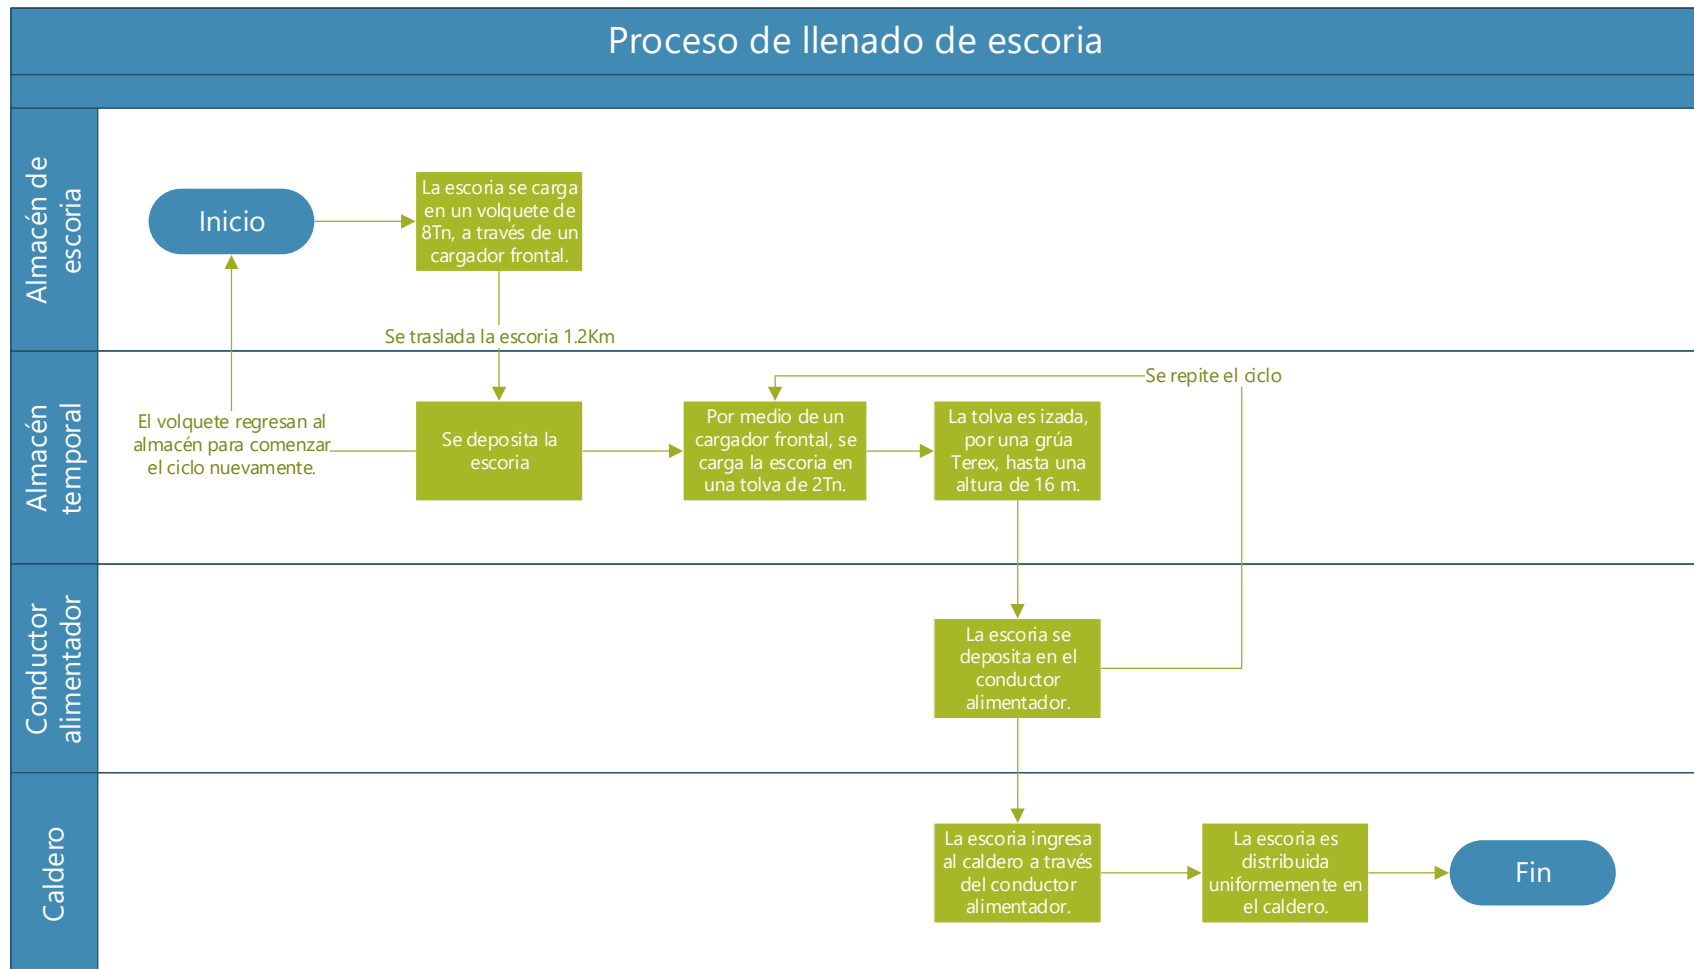 Proceso de llenado de escoria
Almacén de
escoria
Inicio
La escoria se carga
en un volquete de
8Tn, a través de un
cargador frontal.
Se traslada la escoria 1.2Km
Almacén
temporal
El volquete regresan al
almacén para comenzar
el ciclo nuevamente.
Se deposita la
escoria
Por medio de un
cargador frontal, se
carga la escoria en
una tolva de 2Tn.
La tolva es izada,
por una grúa
Terex, hasta una
altura de 16 m.
Se repite el ciclo
Conductor
alimentador
La escoria se
deposita en el
conductor
alimentador.
Caldero
La escoria ingresa
al caldero a través
del conductor
alimentador.
La escoria es
distribuida
uniformemente en
el caldero.
Fin